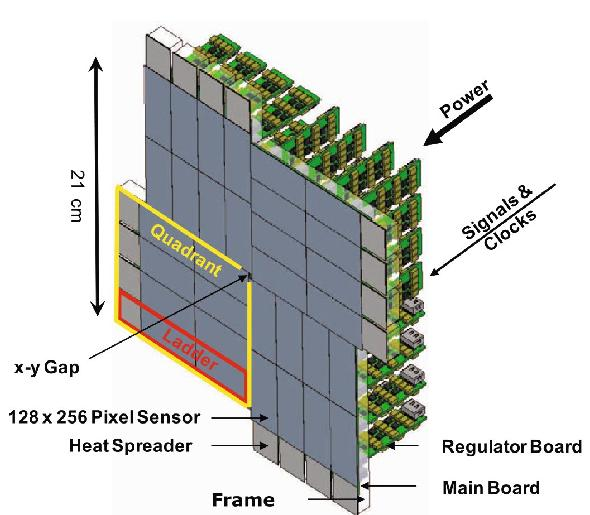 Power
Signals &
Clocks
21 cm
Quadrant
Ladder
x-y Gap
128 x 256 Pixel Sensor
Heat Spreader
Regulator Board
Main Board
Frame